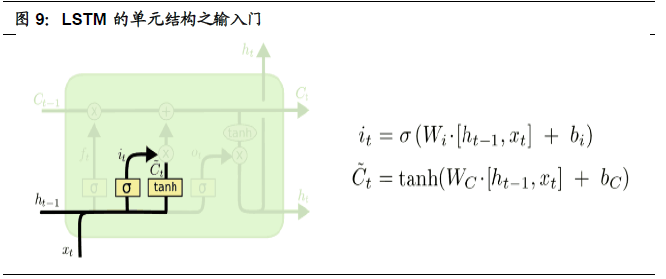 图 9：LSTM 的单元结构之输入门
h_t
C_{t-1}
C_t
tanh
f_t
i_t
C̃_t
o_t
σ
σ
tanh
σ
h_{t-1}
h_t
x_t
i_t = σ(W_i·[h_{t-1}, x_t] + b_i)
C̃_t = tanh(W_C·[h_{t-1}, x_t] + b_C)